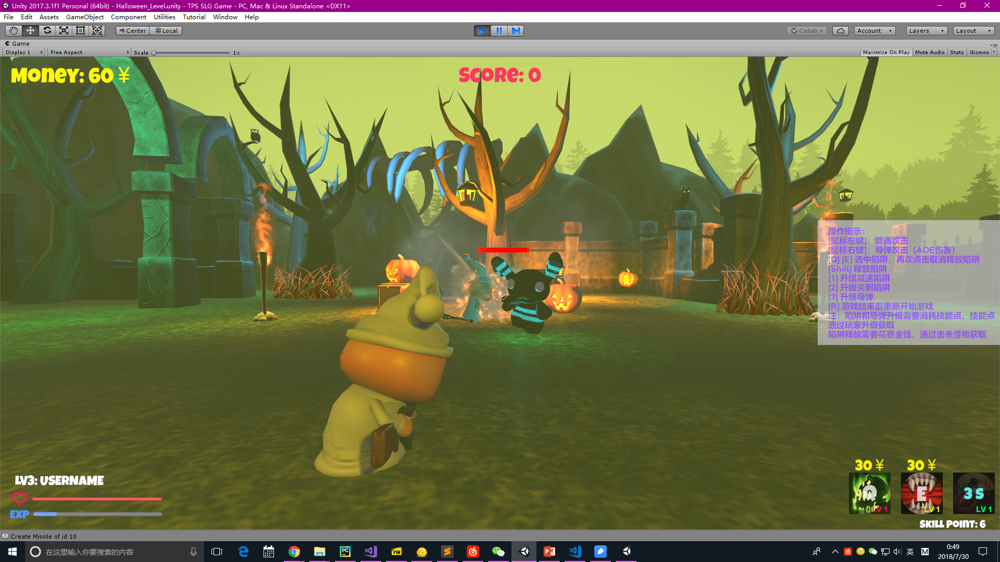 Unity 2017.3.1f1 Personal (64bit) - Halloween_Level.unity - TPS SLG Game - PC, Mac & Linux Standalone <DX11>
File Edit Assets GameObject Component Utilities Tutorial Window Help
Center Local Collab Account Layers Layout
Game
Display 1 Free Aspect Scale 1x Maximize On Play Mute Audio Stats Gizmos
Money: 60 ¥
SCORE: 0
操作提示：
[鼠标左键]：普通攻击
[鼠标右键]：导弹攻击（AOE伤害）
[Q] [E] 选中陷阱，再次点击取消释放陷阱
[Shift] 释放陷阱
[1] 升级减速陷阱
[2] 升级尖刺陷阱
[3] 升级导弹
[R] 游戏结束后重新开始游戏
注：陷阱和导弹升级需要消耗技能点，技能点
通过玩家升级获取
陷阱释放需要花费金钱，通过击杀怪物获取
30 ¥ 30 ¥
LV3: USERNAME
Q E 3 S
LV 1 LV 1 LV 1
EXP
SKILL POINT: 6
Create Missile of id 10
在这里输入你要搜索的内容
英 M
0:49
2018/7/30